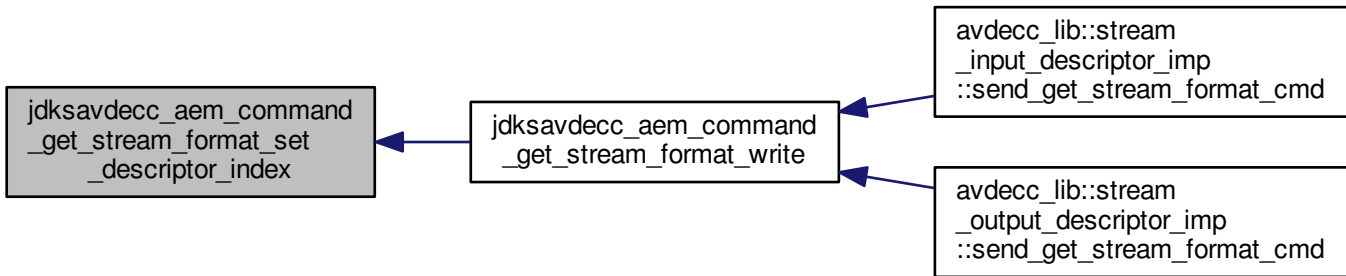 jdksavdecc_aem_command
_get_stream_format_set
_descriptor_index
jdksavdecc_aem_command
_get_stream_format_write
avdecc_lib::stream
_input_descriptor_imp
::send_get_stream_format_cmd
avdecc_lib::stream
_output_descriptor_imp
::send_get_stream_format_cmd